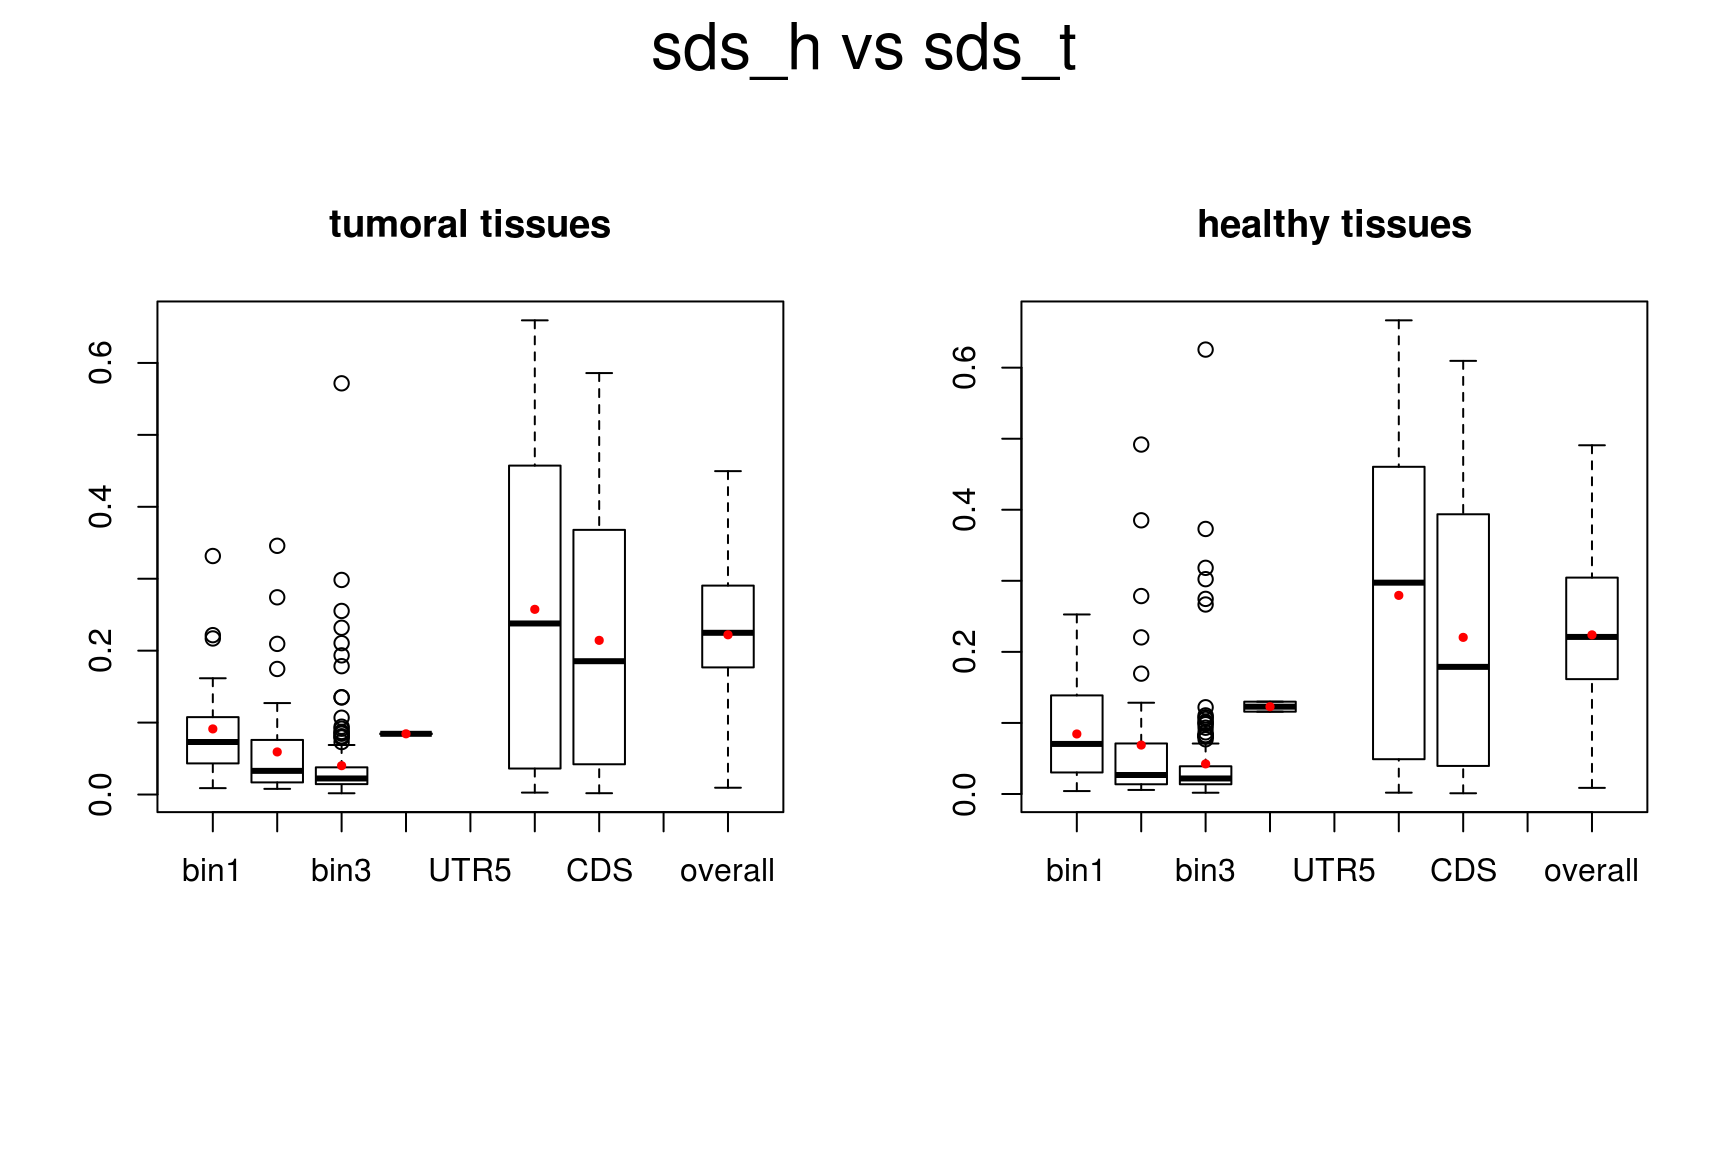 sds_h vs sds_t
tumoral tissues
0.6
0.4
0.2
0.0
bin1 bin3 UTR5 CDS overall
healthy tissues
0.6
0.4
0.2
0.0
bin1 bin3 UTR5 CDS overall